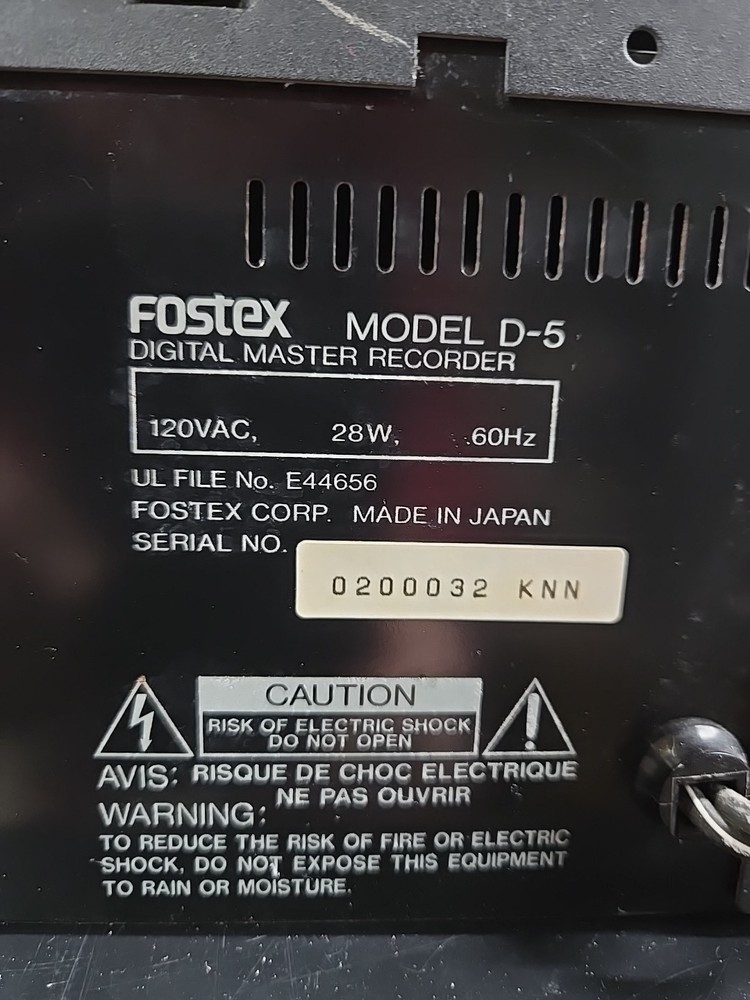 FOSTEX MODEL D-5
DIGITAL MASTER RECORDER
120VAC, 28W, 60Hz
UL FILE No. E44656
FOSTEX CORP. MADE IN JAPAN
SERIAL NO.
0200032 KNN
CAUTION
RISK OF ELECTRIC SHOCK
DO NOT OPEN
AVIS: RISQUE DE CHOC ELECTRIQUE
NE PAS OUVRIR
WARNING:
TO REDUCE THE RISK OF FIRE OR ELECTRIC
SHOCK, DO NOT EXPOSE THIS EQUIPMENT
TO RAIN OR MOISTURE.